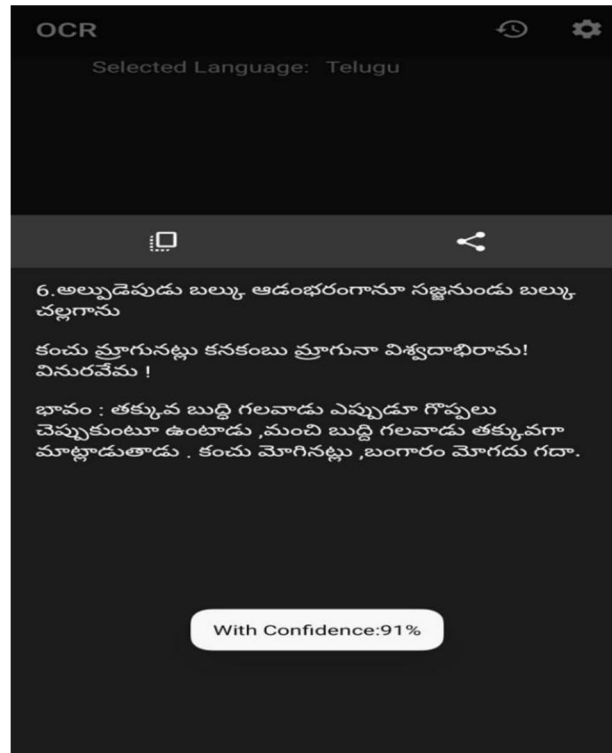 OCR
Selected Language: Telugu
6.అల్పుడెపుడు బల్కు ఆడంభరంగానూ సజ్జనుండు బల్కు
చల్లగాను
కంచు మ్రాగునట్లు కనకంబు మ్రాగునా విశ్వదాభిరామ!
వినురవేమ !
భావం : తక్కువ బుద్ధి గలవాడు ఎప్పుడూ గొప్పలు
చెప్పుకుంటూ ఉంటాడు ,మంచి బుద్ది గలవాడు తక్కువగా
మాట్లాడుతాడు . కంచు మోగినట్లు ,బంగారం మోగదు గదా.
With Confidence:91%